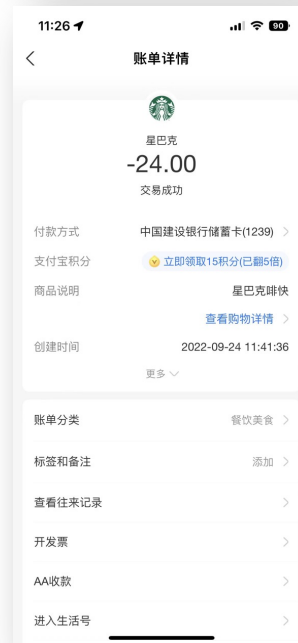 11:26
90
账单详情
星巴克
-24.00
交易成功
付款方式 中国建设银行储蓄卡(1239)
支付宝积分 立即领取15积分(已翻5倍)
商品说明 星巴克啡快
查看购物详情
创建时间 2022-09-24 11:41:36
更多
账单分类 餐饮美食
标签和备注 添加
查看往来记录
开发票
AA收款
进入生活号